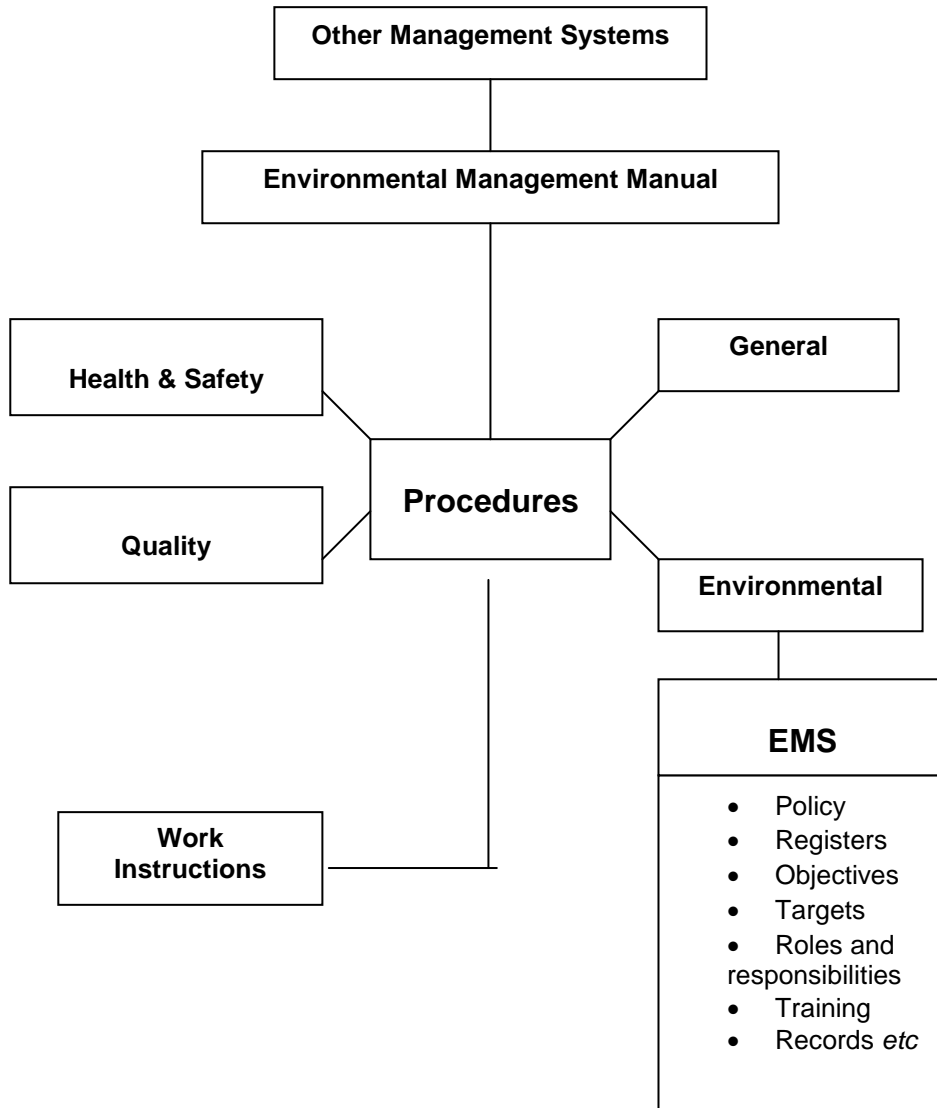 Other Management Systems
Environmental Management Manual
Health & Safety
General
Procedures
Quality
Environmental
EMS
Work
Instructions
• Policy
• Registers
• Objectives
• Targets
• Roles and
responsibilities
• Training
• Records etc